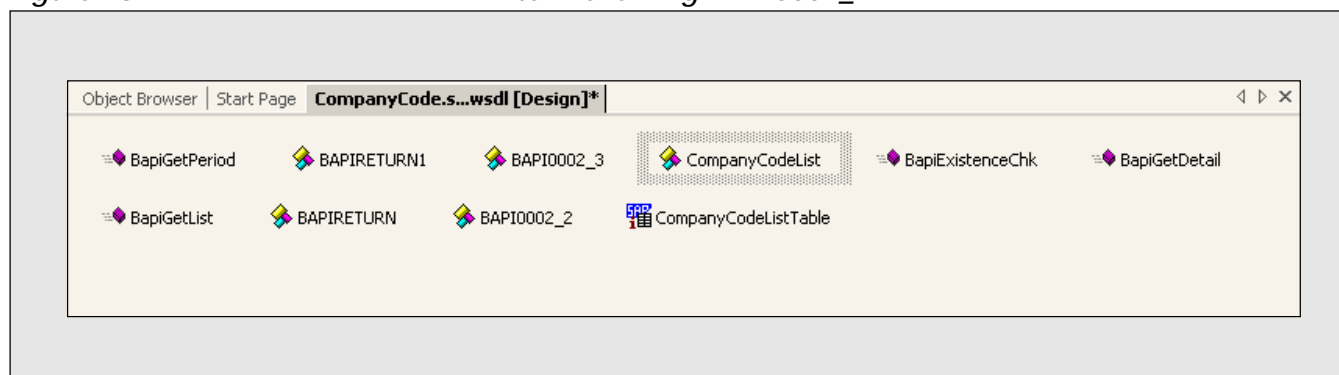 Object Browser Start Page CompanyCode.s...wsdl [Design]*
BapiGetPeriod BAPIRETURN1 BAPI0002_3 CompanyCodeList BapiExistenceChk BapiGetDetail
BapiGetList BAPIRETURN BAPI0002_2 CompanyCodeListTable